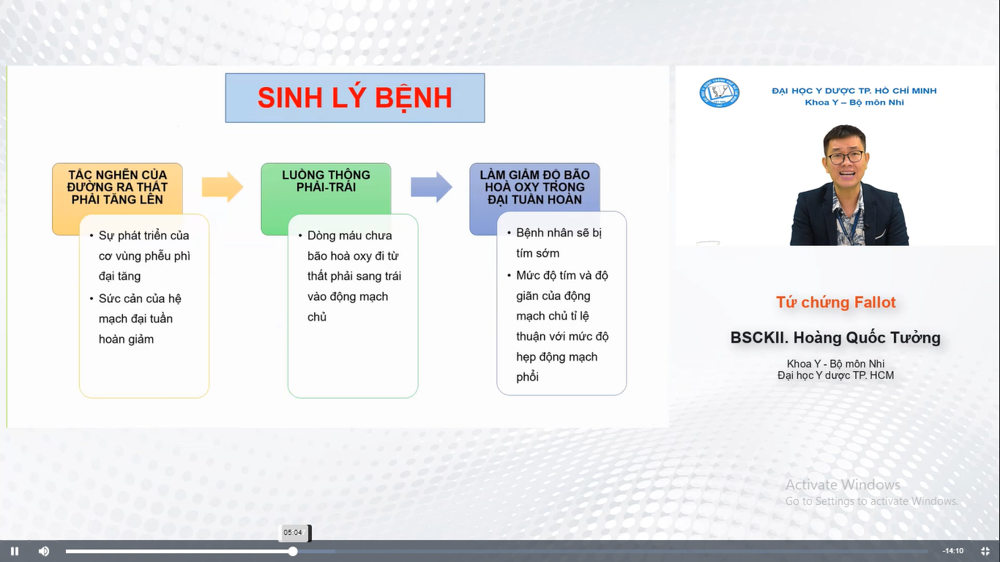 SINH LÝ BỆNH
TẮC NGHẼN CỦA
ĐƯỜNG RA THẤT
PHẢI TĂNG LÊN
• Sự phát triển của
cơ vùng phễu phì
đại tăng
• Sức cản của hệ
mạch đại tuần
hoàn giảm
LUỒNG THÔNG
PHẢI-TRÁI
• Dòng máu chưa
bão hoà oxy đi từ
thất phải sang trái
vào động mạch
chủ
LÀM GIẢM ĐỘ BÃO
HOÀ OXY TRONG
ĐẠI TUẦN HOÀN
• Bệnh nhân sẽ bị
tím sớm
• Mức độ tím và độ
giãn của động
mạch chủ tỉ lệ
thuận với mức độ
hẹp động mạch
phổi
ĐẠI HỌC Y DƯỢC TP. HỒ CHÍ MINH
Khoa Y – Bộ môn Nhi
Tứ chứng Fallot
BSCKII. Hoàng Quốc Tưởng
Khoa Y - Bộ môn Nhi
Đại học Y dược TP. HCM
Activate Windows
Go to Settings to activate Windows.
05:04
-14:10